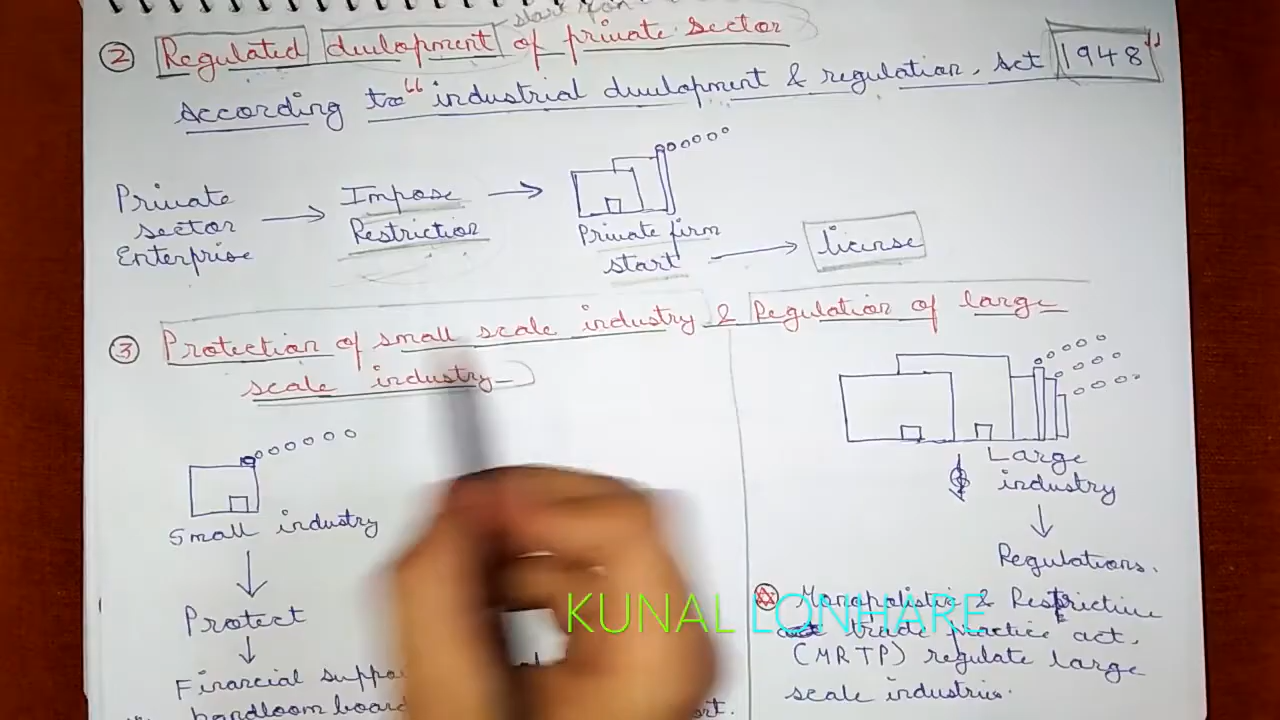 ② Regulated development of private sector
According to "industrial development & regulation. Act 1948"
Private sector Enterprise → Impose Restriction → Private firm start → license
③ Protection of small scale industry & Regulation of large
scale industry
Small industry
Protect
Financial
handloom board
Large
industry
Regulations.
Monopolistic & Restrictive
trade practice act,
(MRTP) regulate large
scale industries.
KUNAL LONHARE